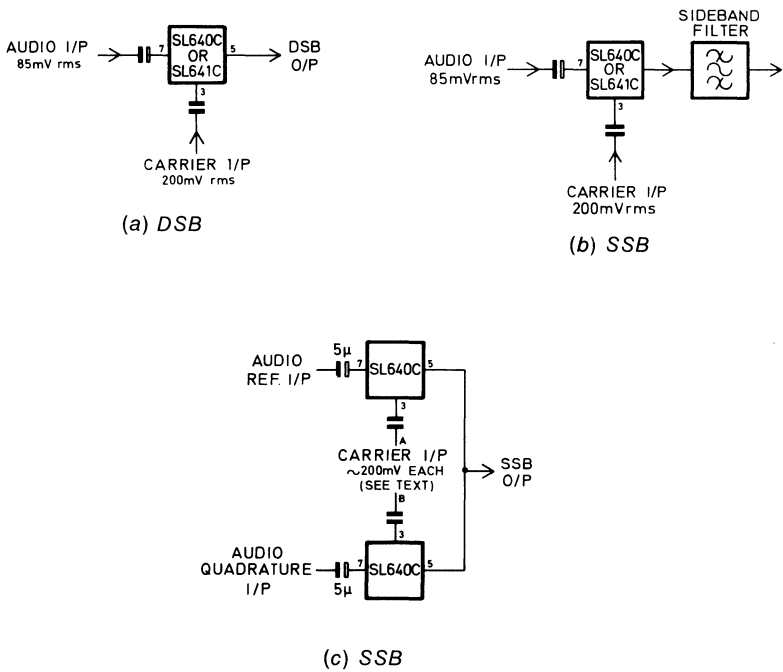 AUDIO I/P
85mV rms
7
SL640C
OR
SL641C
5
DSB
O/P
3
CARRIER I/P
200mV rms
(a) DSB
AUDIO I/P
85mVrms
7
SL640C
OR
SL641C
3
SIDEBAND
FILTER
CARRIER I/P
200mVrms
(b) SSB
AUDIO
REF. I/P
5µ
7
SL640C
5
3
A
CARRIER I/P
~200mV EACH
(SEE TEXT)
B
3
SSB
O/P
AUDIO
QUADRATURE
I/P
7
5µ
SL640C
5
(c) SSB